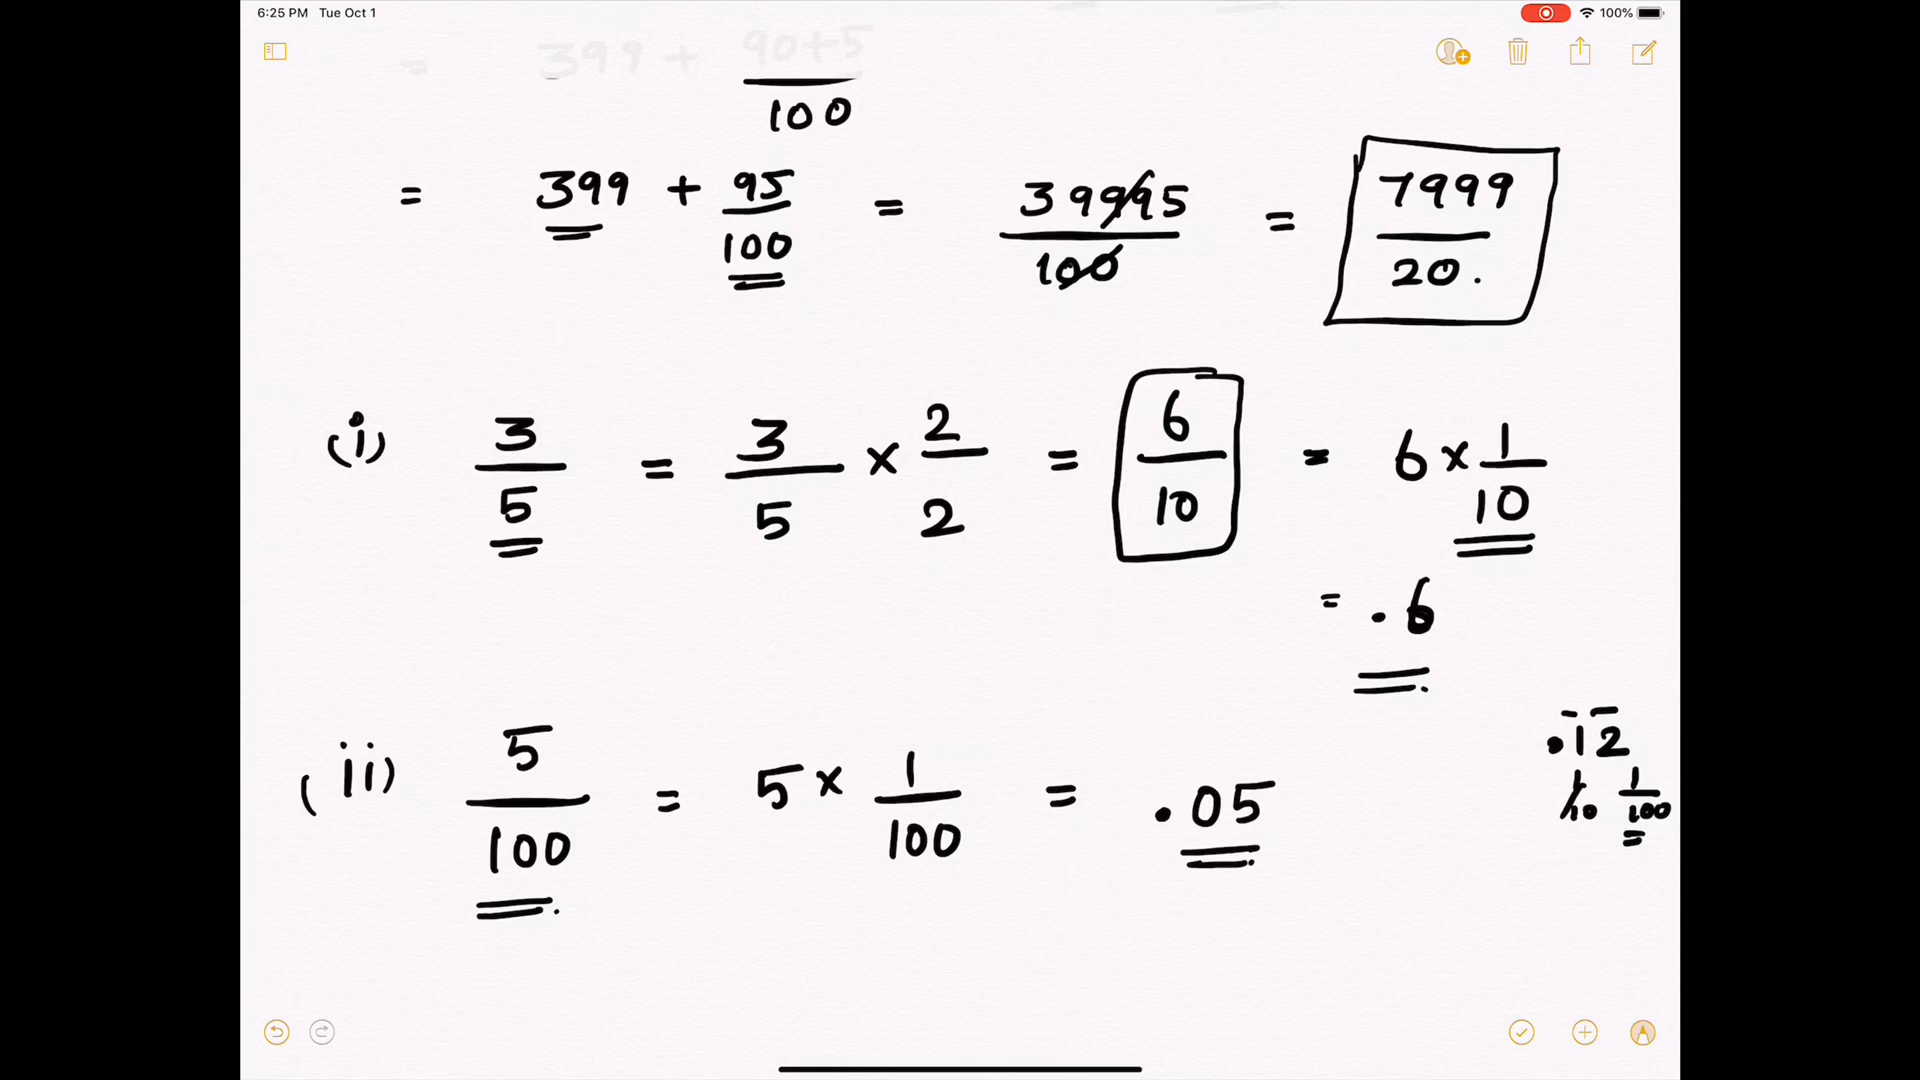 6:25 PM Tue Oct 1
100%
= 399 + 90+5
100
= 399 + 95/100 = 39995/100 = 7999/20.
(i) 3/5 = 3/5 × 2/2 = 6/10 = 6 × 1/10
= .6
(ii) 5/100 = 5 × 1/100 = .05
.12
1/10 1/100